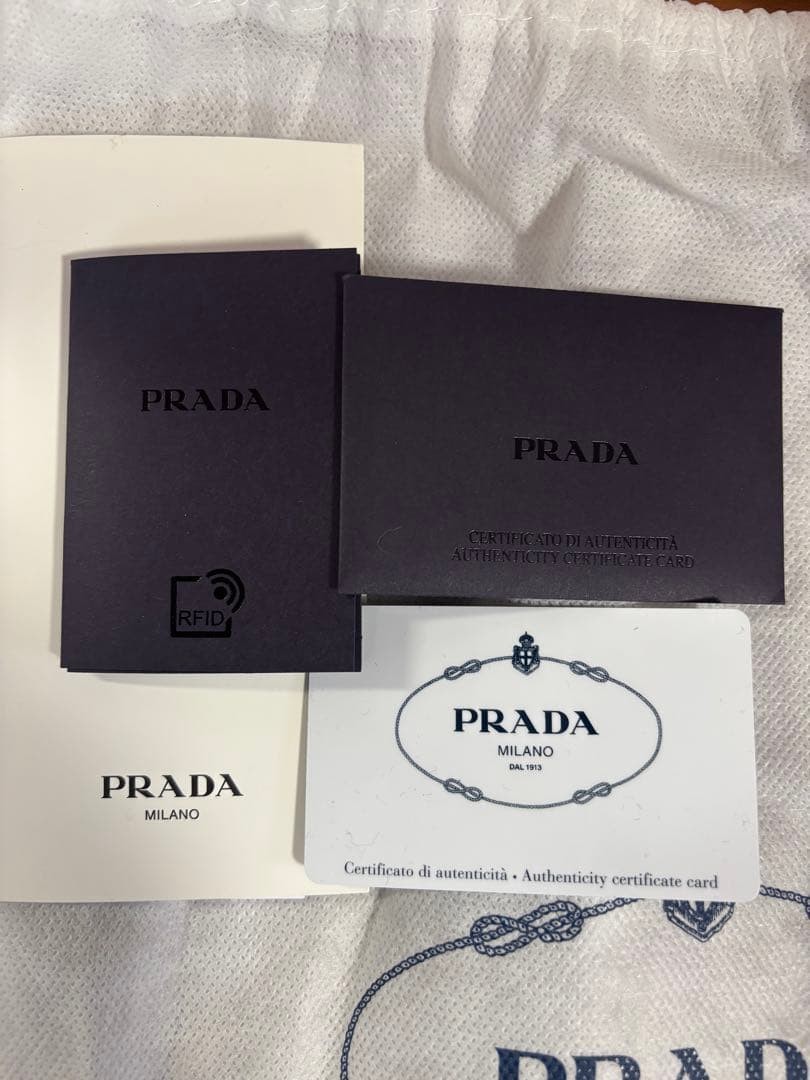 PRADA
RFID
PRADA
CERTIFICATO DI AUTENTICITÀ
AUTHENTICITY CERTIFICATE CARD
PRADA
MILANO
PRADA
MILANO
DAL 1913
Certificato di autenticità • Authenticity certificate card
PRADA